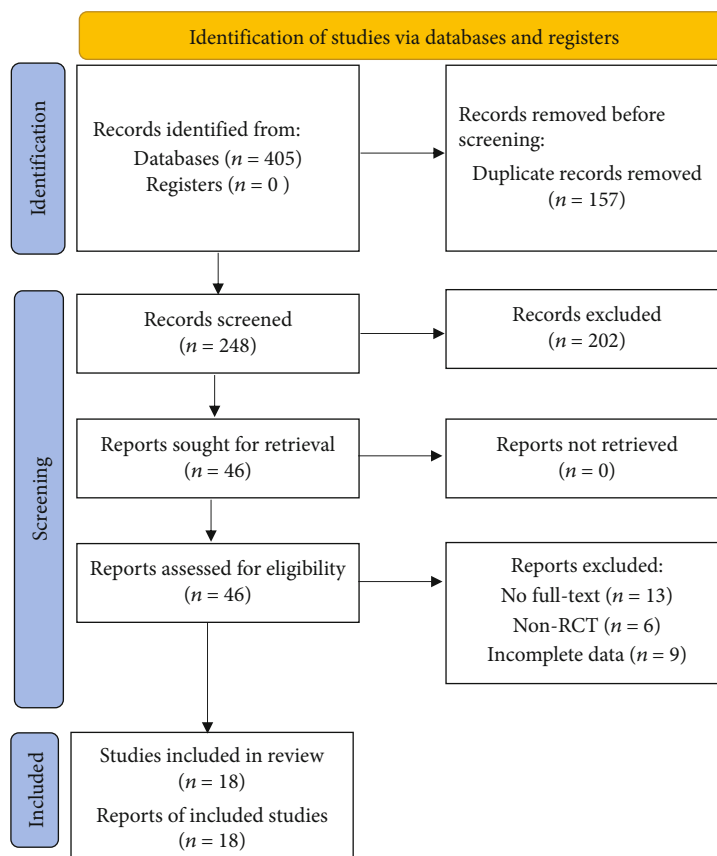 Identification of studies via databases and registers
Identification
Records identified from:
Databases (n = 405)
Registers (n = 0 )
Records removed before
screening:
Duplicate records removed
(n = 157)
Screening
Records screened
(n = 248)
Records excluded
(n = 202)
Reports sought for retrieval
(n = 46)
Reports not retrieved
(n = 0)
Reports assessed for eligibility
(n = 46)
Reports excluded:
No full-text (n = 13)
Non-RCT (n = 6)
Incomplete data (n = 9)
Included
Studies included in review
(n = 18)
Reports of included studies
(n = 18)